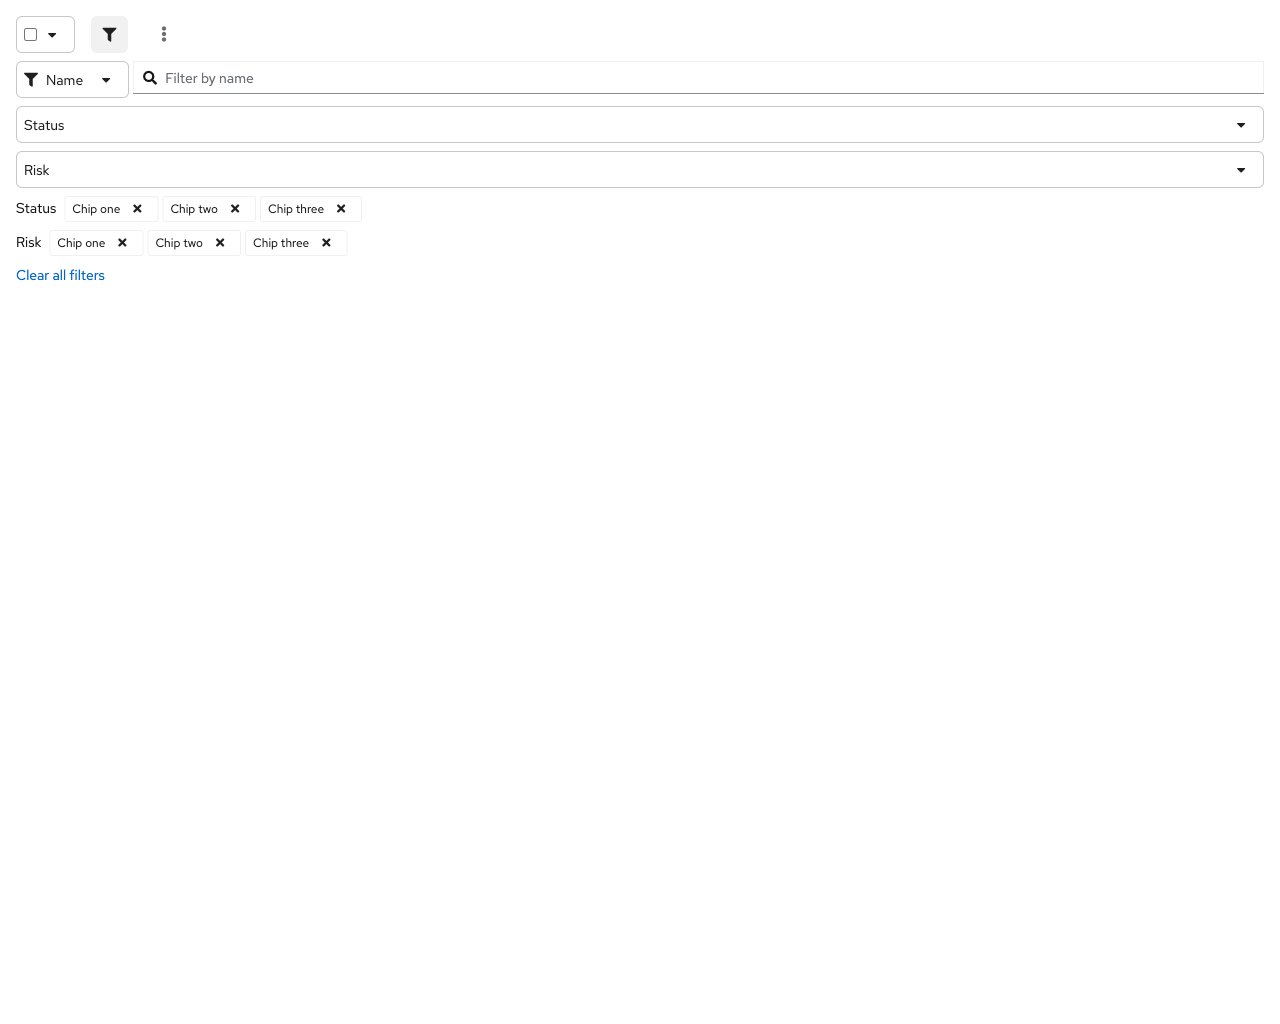 Name Filter by name
Status
Risk
Status Chip one Chip two Chip three
Risk Chip one Chip two Chip three
Clear all filters